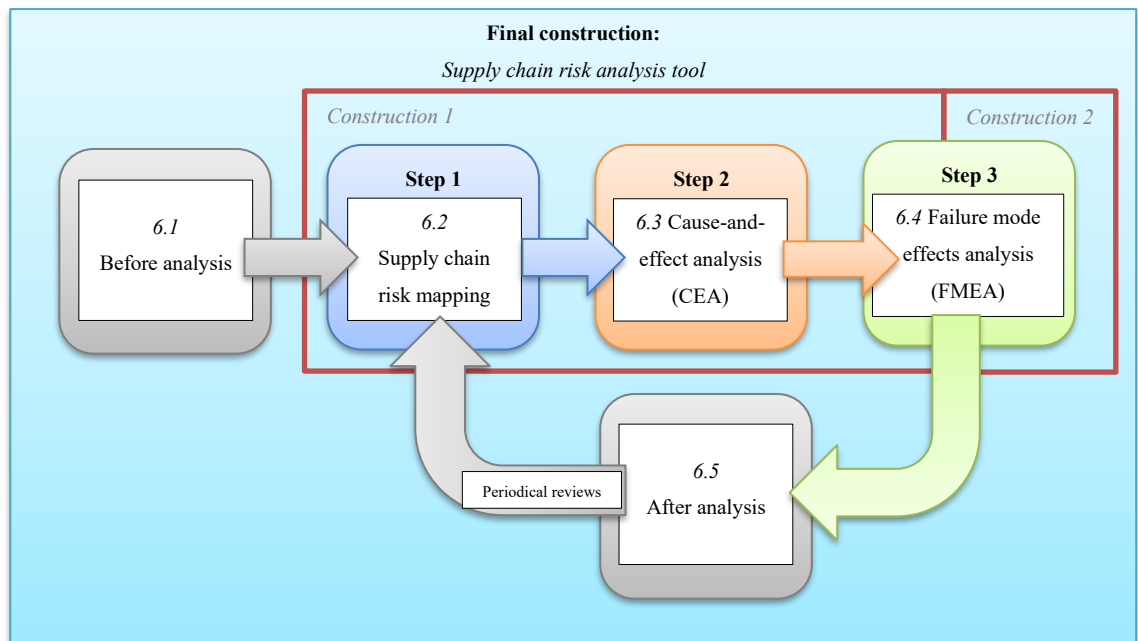 Final construction:
Supply chain risk analysis tool
Construction 1
Construction 2
6.1
Before analysis
Step 1
6.2
Supply chain
risk mapping
Step 2
6.3 Cause-and-
effect analysis
(CEA)
Step 3
6.4 Failure mode
effects analysis
(FMEA)
6.5
After analysis
Periodical reviews